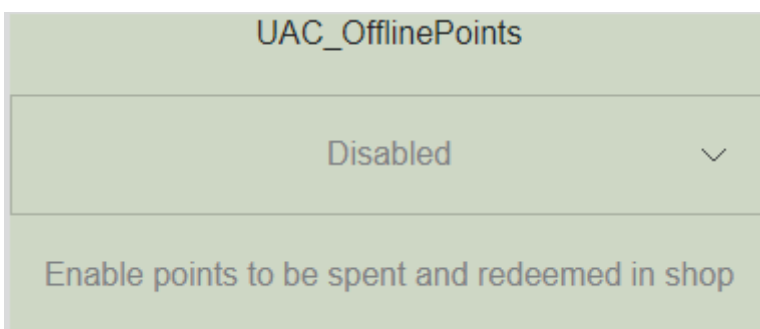 UAC_OfflinePoints
Disabled
Enable points to be spent and redeemed in shop